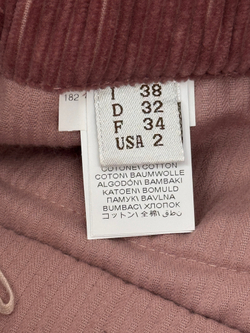 182
I 38
D 32
F 34
USA 2
COTONE\ COTTON
COTON\ BAUMWOLLE
ALGODÓN\ BAMBAKI
KATOEN\ BOMULD
ПАМУК\ BAVLNA
BUMBAC\ ХЛОПОК
コットン\ 全棉\ قطن